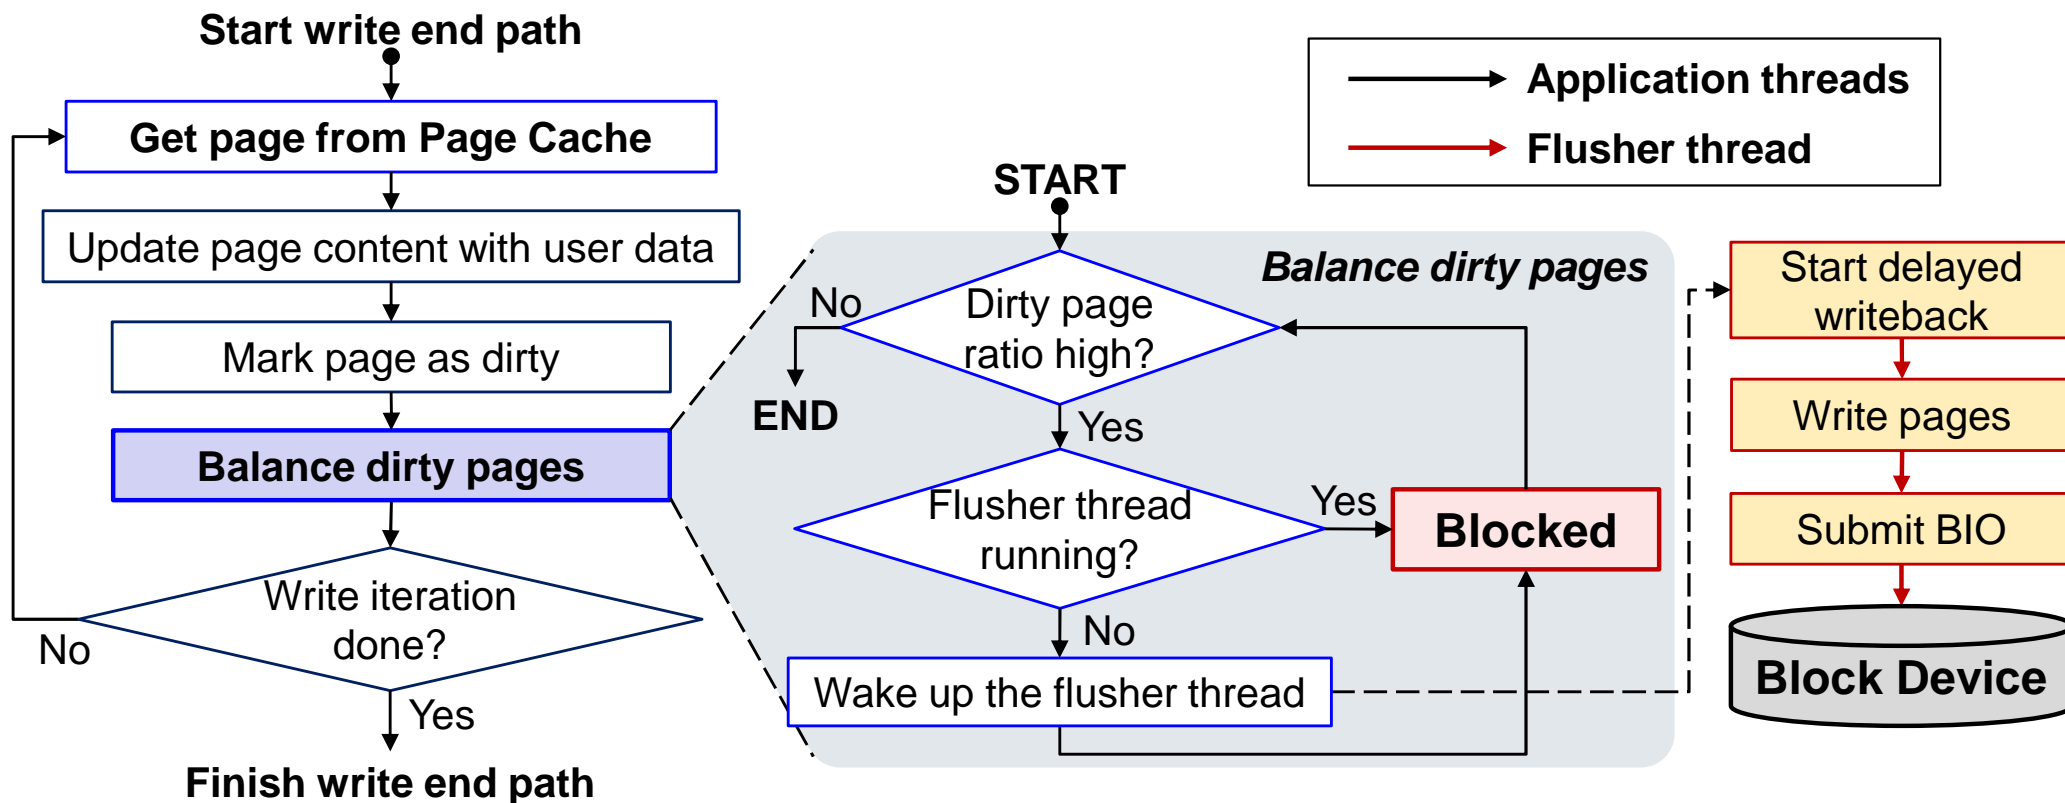 Start write end path
Get page from Page Cache
Update page content with user data
Mark page as dirty
Balance dirty pages
Write iteration
done?
No
Yes
Finish write end path
START
Balance dirty pages
Dirty page
ratio high?
No
END
Yes
Flusher thread
running?
Yes
Blocked
No
Wake up the flusher thread
Application threads
Flusher thread
Start delayed
writeback
Write pages
Submit BIO
Block Device